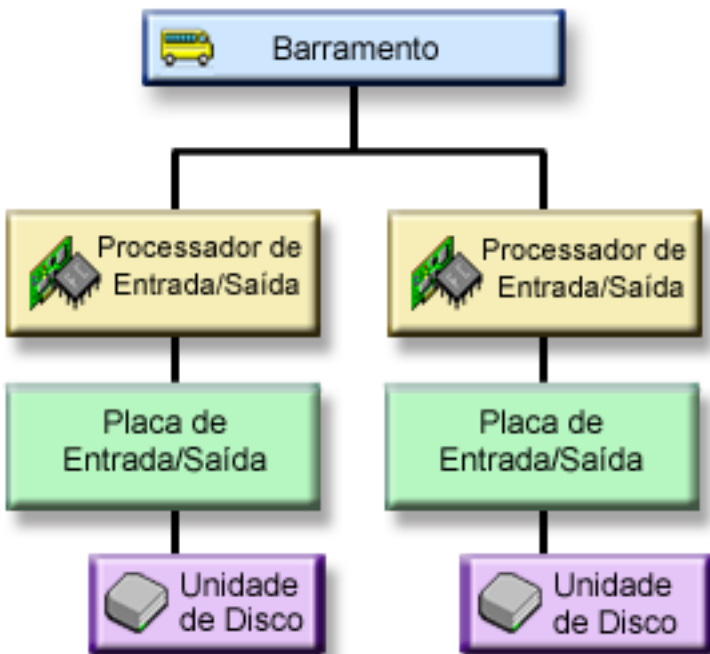 Barramento
Processador de
Entrada/Saída
Processador de
Entrada/Saída
Placa de
Entrada/Saída
Placa de
Entrada/Saída
Unidade
de Disco
Unidade
de Disco